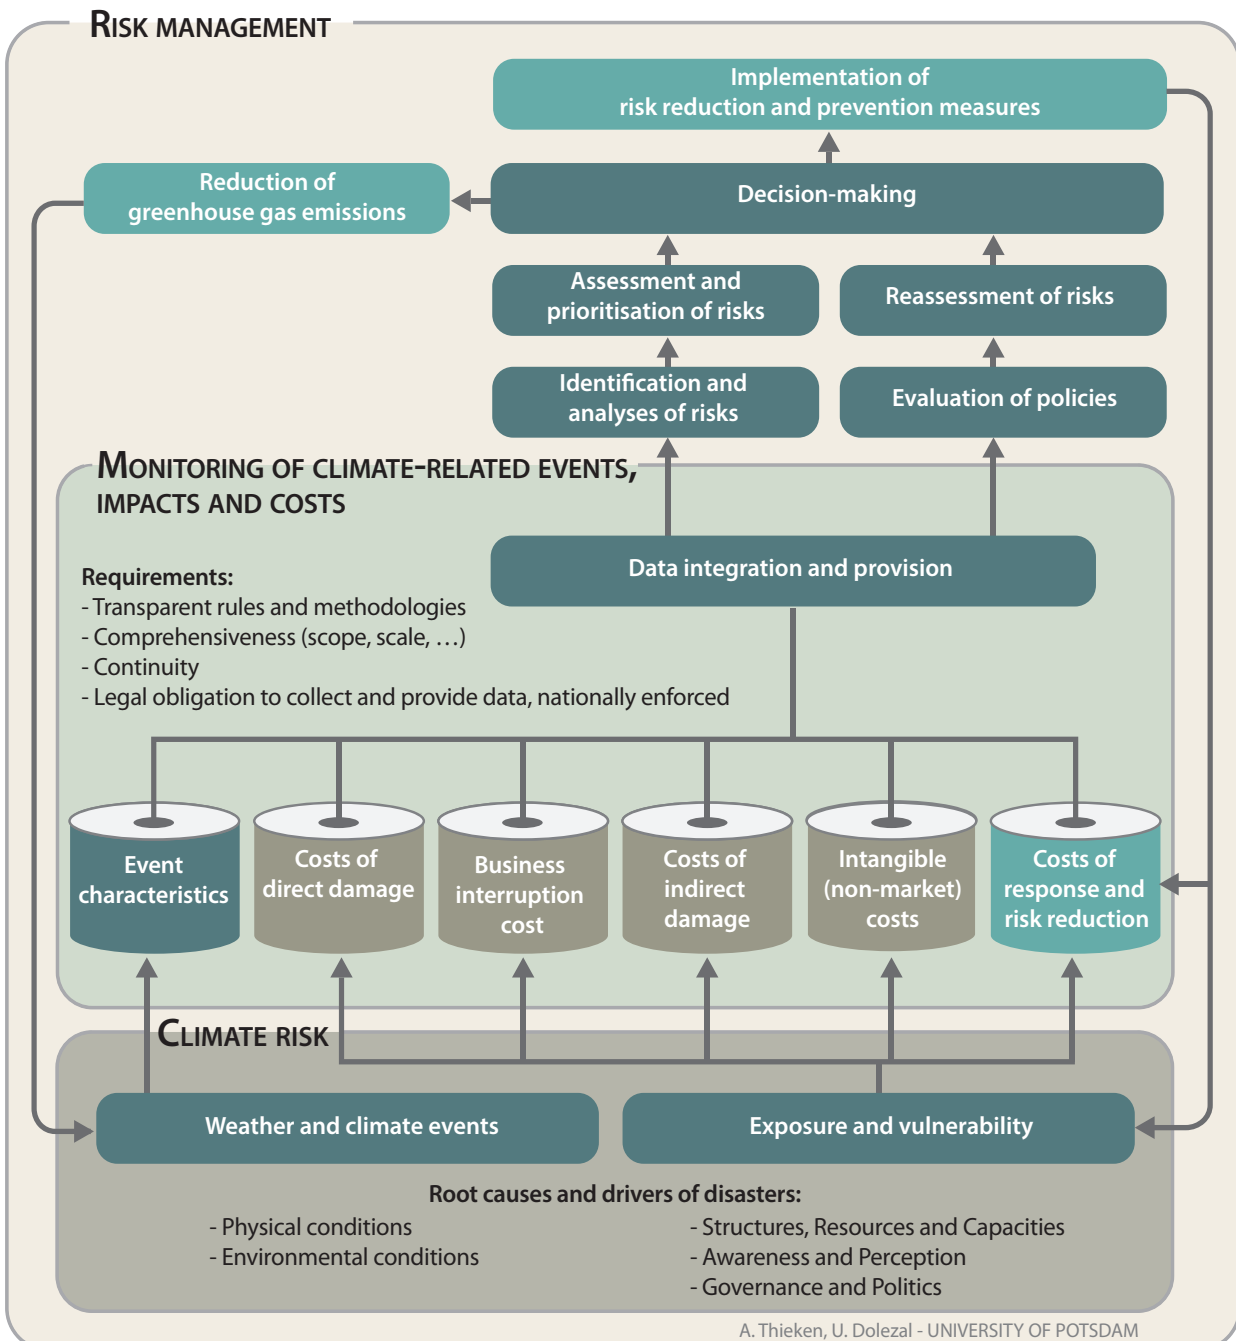 RISK MANAGEMENT
Implementation of
risk reduction and prevention measures
Reduction of
greenhouse gas emissions
Decision-making
Assessment and
prioritisation of risks
Reassessment of risks
Identification and
analyses of risks
Evaluation of policies
MONITORING OF CLIMATE-RELATED EVENTS,
IMPACTS AND COSTS
Data integration and provision
Requirements:
- Transparent rules and methodologies
- Comprehensiveness (scope, scale, …)
- Continuity
- Legal obligation to collect and provide data, nationally enforced
Event
characteristics
Costs of
direct damage
Business
interruption
cost
Costs of
indirect
damage
Intangible
(non-market)
costs
Costs of
response and
risk reduction
CLIMATE RISK
Weather and climate events
Exposure and vulnerability
Root causes and drivers of disasters:
- Physical conditions
- Environmental conditions
- Structures, Resources and Capacities
- Awareness and Perception
- Governance and Politics
A. Thieken, U. Dolezal - UNIVERSITY OF POTSDAM